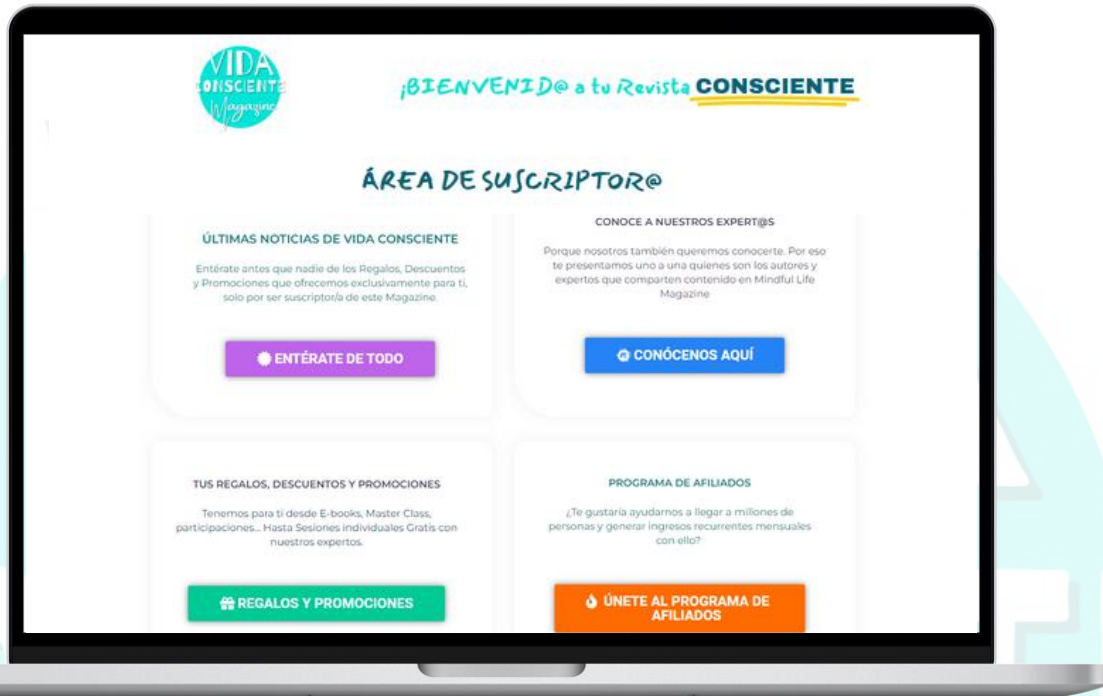 VIDA
CONSCIENTE
Magazine
¡BIENVENID@ a tu Revista CONSCIENTE
ÁREA DE SUSCRIPTOR@
ÚLTIMAS NOTICIAS DE VIDA CONSCIENTE
Entérate antes que nadie de los Regalos, Descuentos
y Promociones que ofrecemos exclusivamente para ti,
solo por ser suscriptor/a de este Magazine.
ENTÉRATE DE TODO
CONOCE A NUESTROS EXPERT@S
Porque nosotros también queremos conocerte. Por eso
te presentamos uno a una quienes son los autores y
expertos que comparten contenido en Mindful Life
Magazine
CONÓCENOS AQUÍ
TUS REGALOS, DESCUENTOS Y PROMOCIONES
Tenemos para ti desde E-books, Master Class,
participaciones... Hasta Sesiones individuales Gratis con
nuestros expertos.
REGALOS Y PROMOCIONES
PROGRAMA DE AFILIADOS
¿Te gustaría ayudarnos a llegar a millones de
personas y generar ingresos recurrentes mensuales
con ello?
ÚNETE AL PROGRAMA DE
AFILIADOS